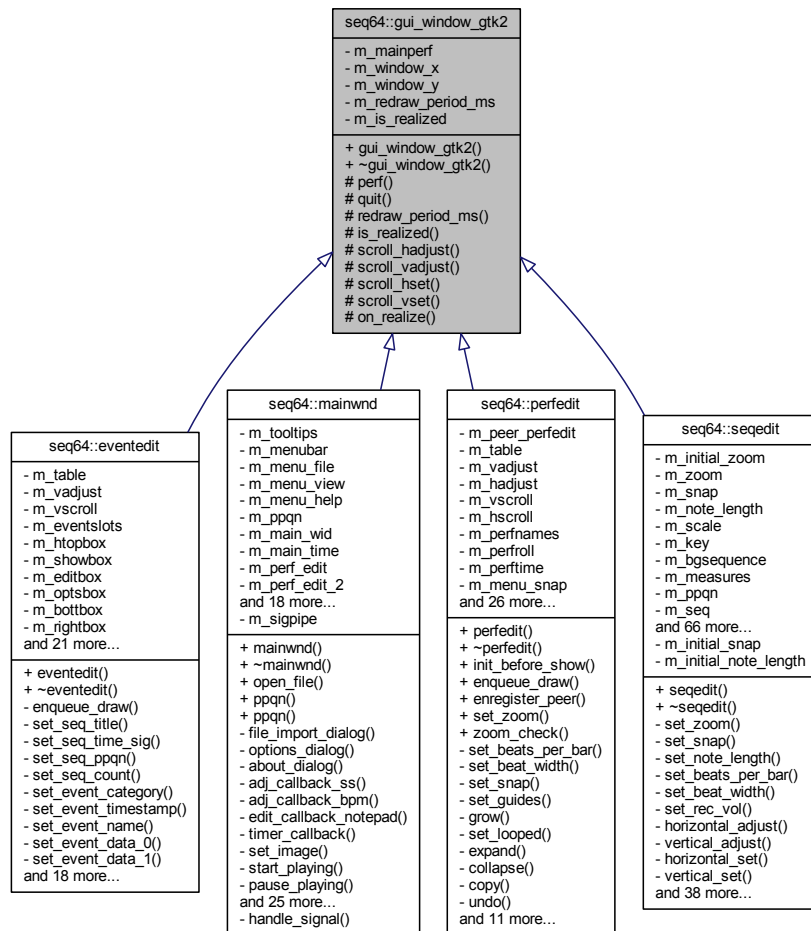 seq64::gui_window_gtk2
- m_mainperf
- m_window_x
- m_window_y
- m_redraw_period_ms
- m_is_realized
+ gui_window_gtk2()
+ ~gui_window_gtk2()
# perf()
# quit()
# redraw_period_ms()
# is_realized()
# scroll_hadjust()
# scroll_vadjust()
# scroll_hset()
# scroll_vset()
# on_realize()
seq64::eventedit
- m_table
- m_vadjust
- m_vscroll
- m_eventslots
- m_htopbox
- m_showbox
- m_editbox
- m_optsbox
- m_bottbox
- m_rightbox
and 21 more...
+ eventedit()
+ ~eventedit()
- enqueue_draw()
- set_seq_title()
- set_seq_time_sig()
- set_seq_ppqn()
- set_seq_count()
- set_event_category()
- set_event_timestamp()
- set_event_name()
- set_event_data_0()
- set_event_data_1()
and 18 more...
seq64::mainwnd
- m_tooltips
- m_menubar
- m_menu_file
- m_menu_view
- m_menu_help
- m_ppqn
- m_main_wid
- m_main_time
- m_perf_edit
- m_perf_edit_2
and 18 more...
- m_sigpipe
+ mainwnd()
+ ~mainwnd()
+ open_file()
+ ppqn()
+ ppqn()
- file_import_dialog()
- options_dialog()
- about_dialog()
- adj_callback_ss()
- adj_callback_bpm()
- edit_callback_notepad()
- timer_callback()
- set_image()
- start_playing()
- pause_playing()
and 25 more...
- handle_signal()
seq64::perfedit
- m_peer_perfedit
- m_table
- m_vadjust
- m_hadjust
- m_vscroll
- m_hscroll
- m_perfnames
- m_perfroll
- m_perftime
- m_menu_snap
and 26 more...
+ perfedit()
+ ~perfedit()
+ init_before_show()
+ enqueue_draw()
+ enregister_peer()
+ set_zoom()
+ zoom_check()
- set_beats_per_bar()
- set_beat_width()
- set_snap()
- set_guides()
- grow()
- set_looped()
- expand()
- collapse()
- copy()
- undo()
and 11 more...
seq64::seqedit
- m_initial_zoom
- m_zoom
- m_snap
- m_note_length
- m_scale
- m_key
- m_bgsequence
- m_measures
- m_ppqn
- m_seq
and 66 more...
- m_initial_snap
- m_initial_note_length
+ seqedit()
+ ~seqedit()
- set_zoom()
- set_snap()
- set_note_length()
- set_beats_per_bar()
- set_beat_width()
- set_rec_vol()
- horizontal_adjust()
- vertical_adjust()
- horizontal_set()
- vertical_set()
and 38 more...